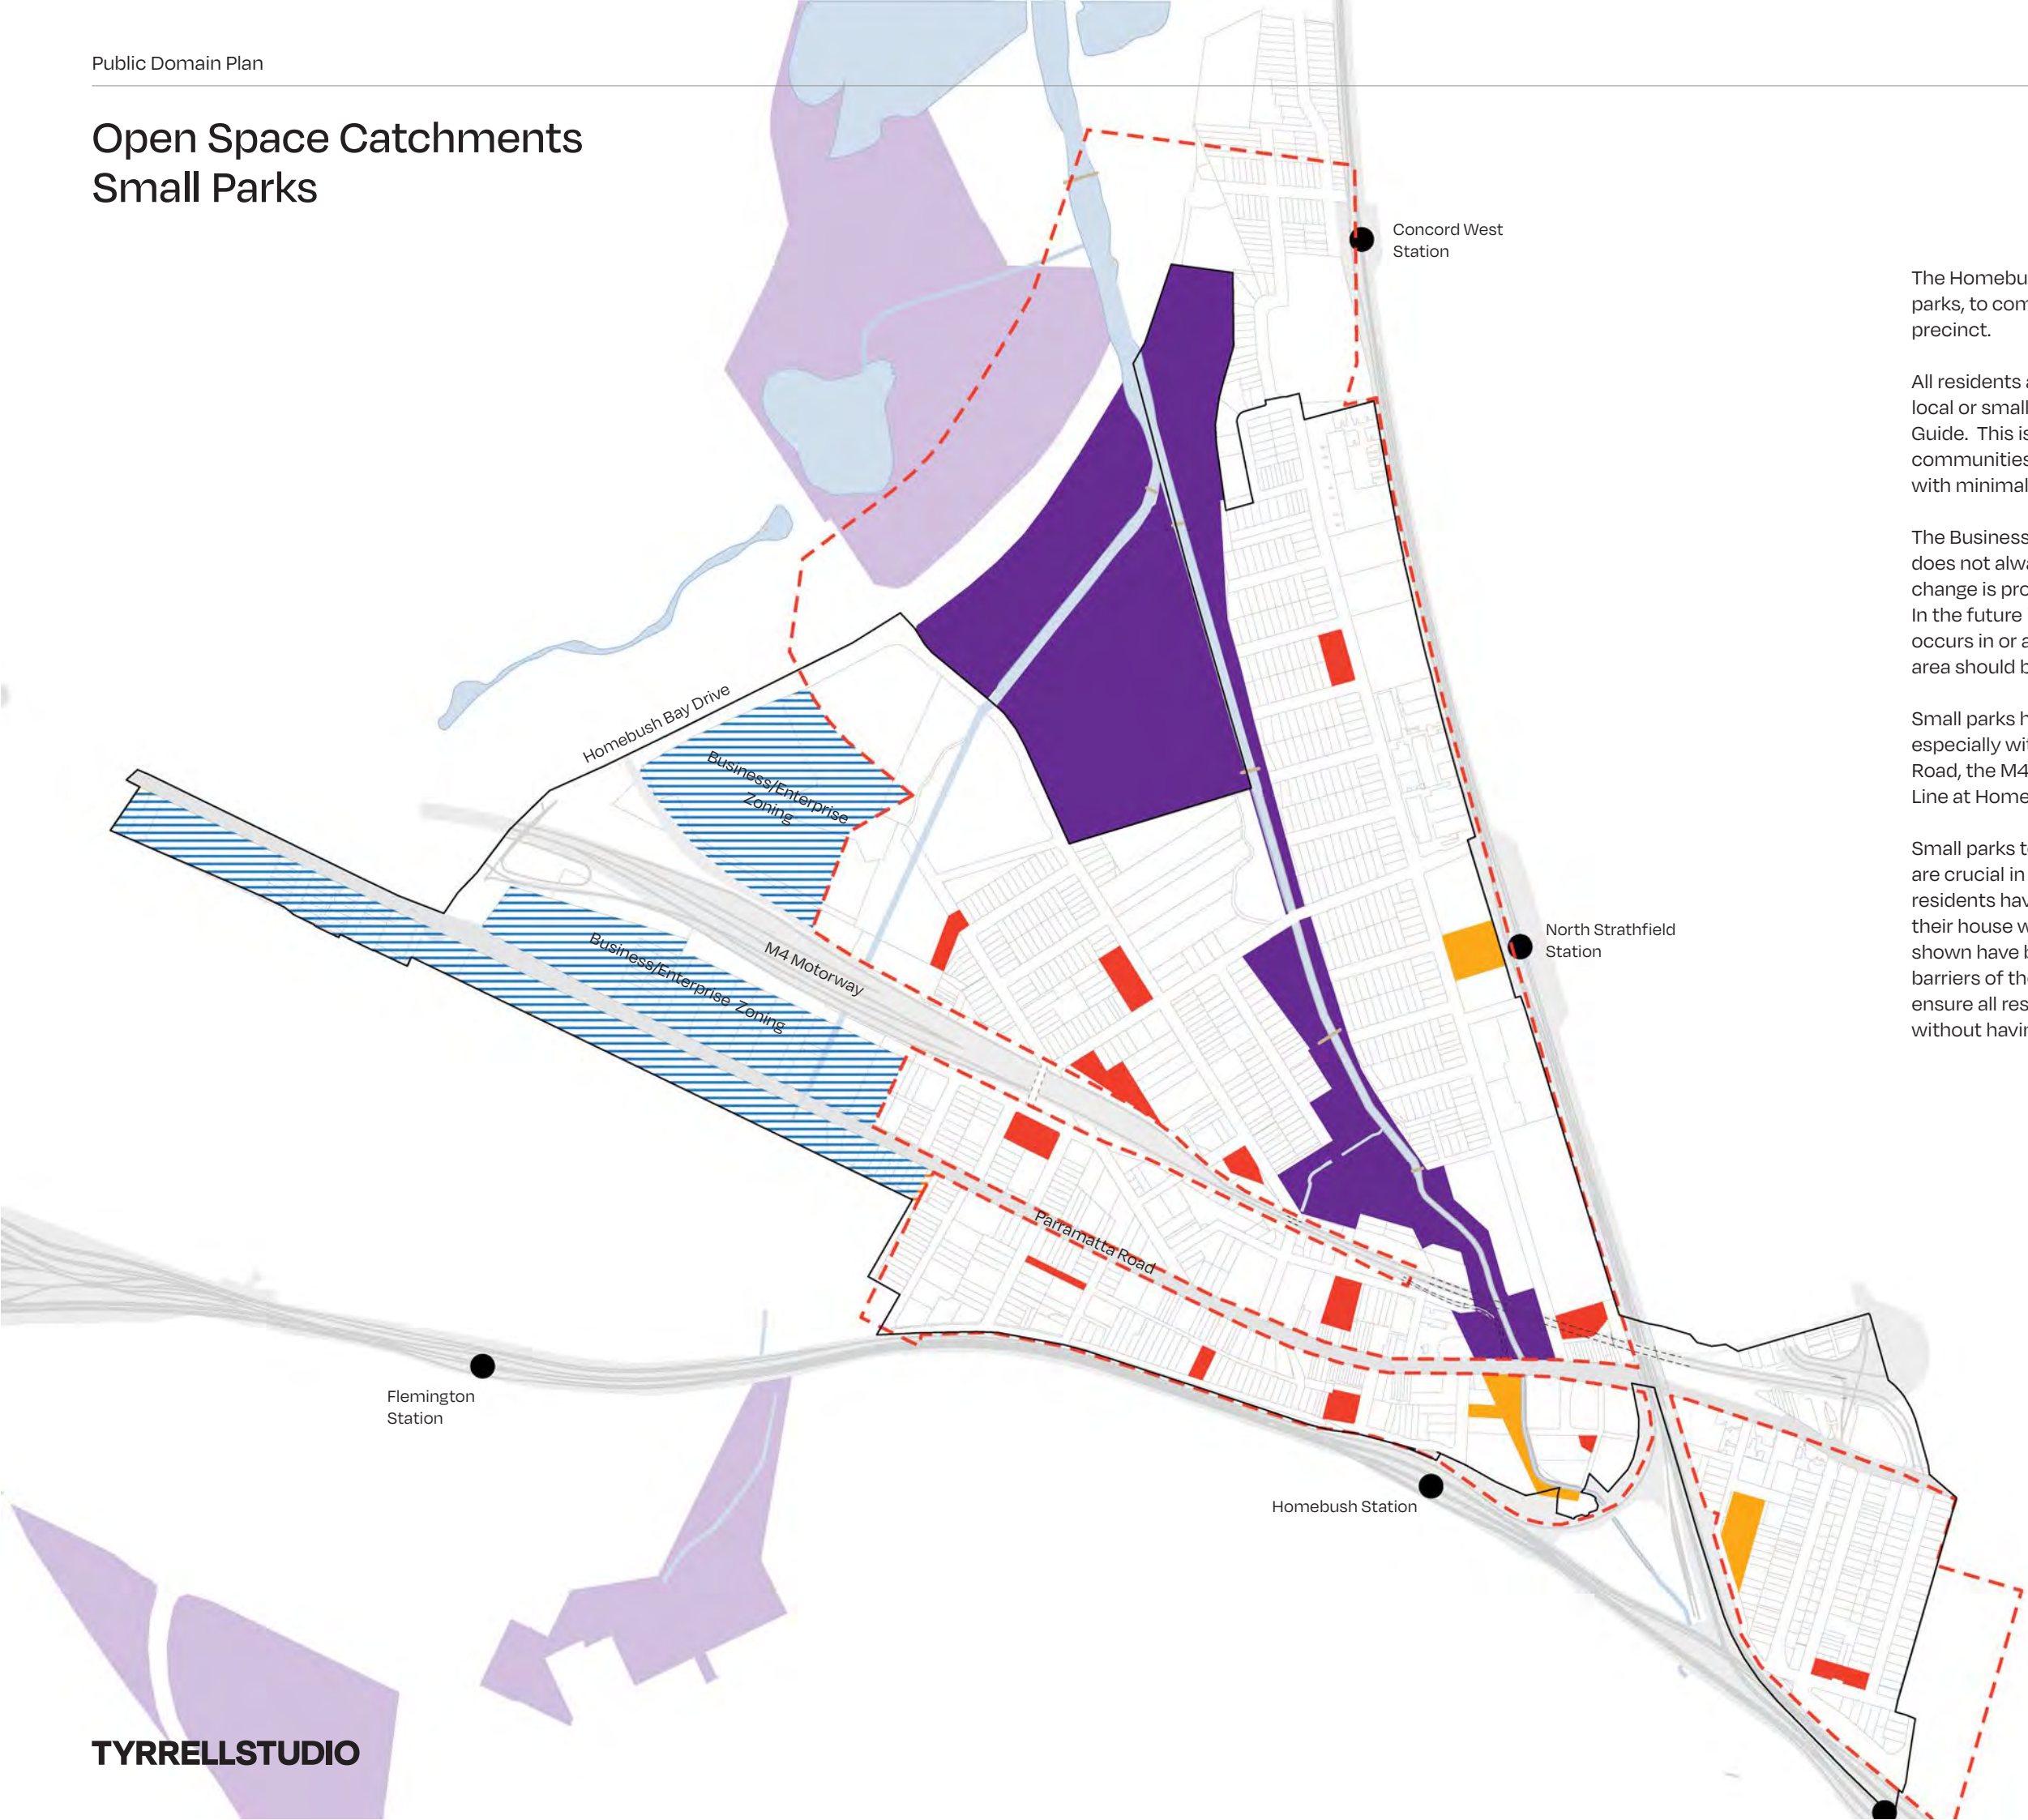 Public Domain Plan
Open Space Catchments
Small Parks
Concord West
Station
The Homebu
parks, to com
precinct.
All residents a
local or small
Guide. This is
communities
with minimal
The Business
does not alwa
change is pro
In the future
occurs in or a
area should b
Small parks h
especially wit
Road, the M4
Line at Home
Small parks t
are crucial in
residents hav
their house w
shown have b
barriers of the
ensure all res
without havin
Homebush Bay Drive
Business/Enterprise
Zoning
Business/Enterprise Zoning
M4 Motorway
North Strathfield
Station
Parramatta Road
Flemington
Station
Homebush Station
TYRRELLSTUDIO